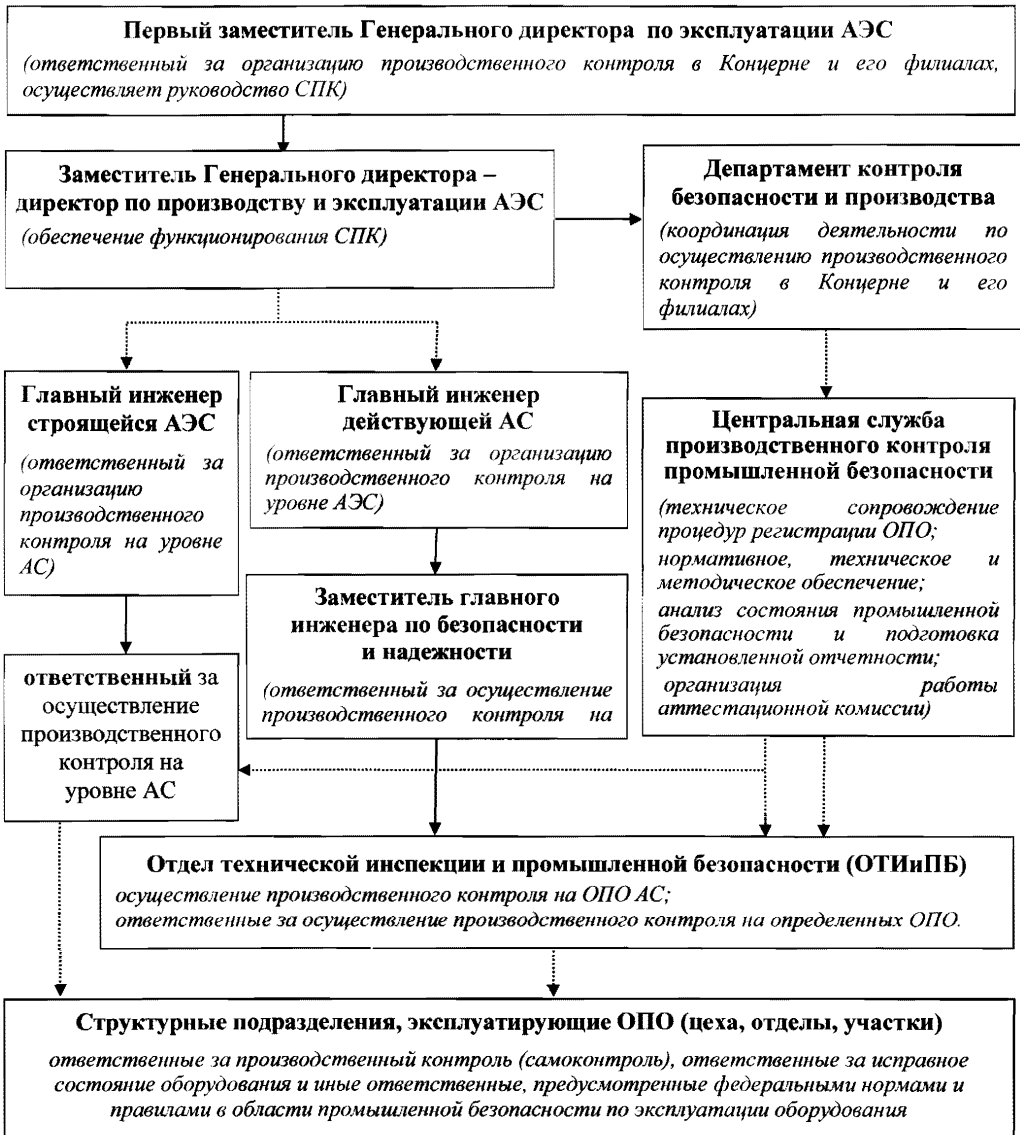 Первый заместитель Генерального директора по эксплуатации АЭС
(ответственный за организацию производственного контроля в Концерне и его филиалах,
осуществляет руководство СПК)
Заместитель Генерального директора –
директор по производству и эксплуатации АЭС
(обеспечение функционирования СПК)
Департамент контроля
безопасности и производства
(координация деятельности по
осуществлению производственного
контроля в Концерне и его
филиалах)
Главный инженер
строящейся АЭС
(ответственный за
организацию
производственного
контроля на уровне
АС)
Главный инженер
действующей АС
(ответственный за организацию
производственного контроля на
уровне АЭС)
Центральная служба
производственного контроля
промышленной безопасности
(техническое сопровождение
процедур регистрации ОПО;
нормативное, техническое и
методическое обеспечение;
анализ состояния промышленной
безопасности и подготовка
установленной отчетности;
организация работы
аттестационной комиссии)
Заместитель главного
инженера по безопасности
и надежности
(ответственный за осуществление
производственного контроля на
ответственный за
осуществление
производственного
контроля на
уровне АС
Отдел технической инспекции и промышленной безопасности (ОТИиПБ)
осуществление производственного контроля на ОПО АС;
ответственные за осуществление производственного контроля на определенных ОПО.
Структурные подразделения, эксплуатирующие ОПО (цеха, отделы, участки)
ответственные за производственный контроль (самоконтроль), ответственные за исправное
состояние оборудования и иные ответственные, предусмотренные федеральными нормами и
правилами в области промышленной безопасности по эксплуатации оборудования